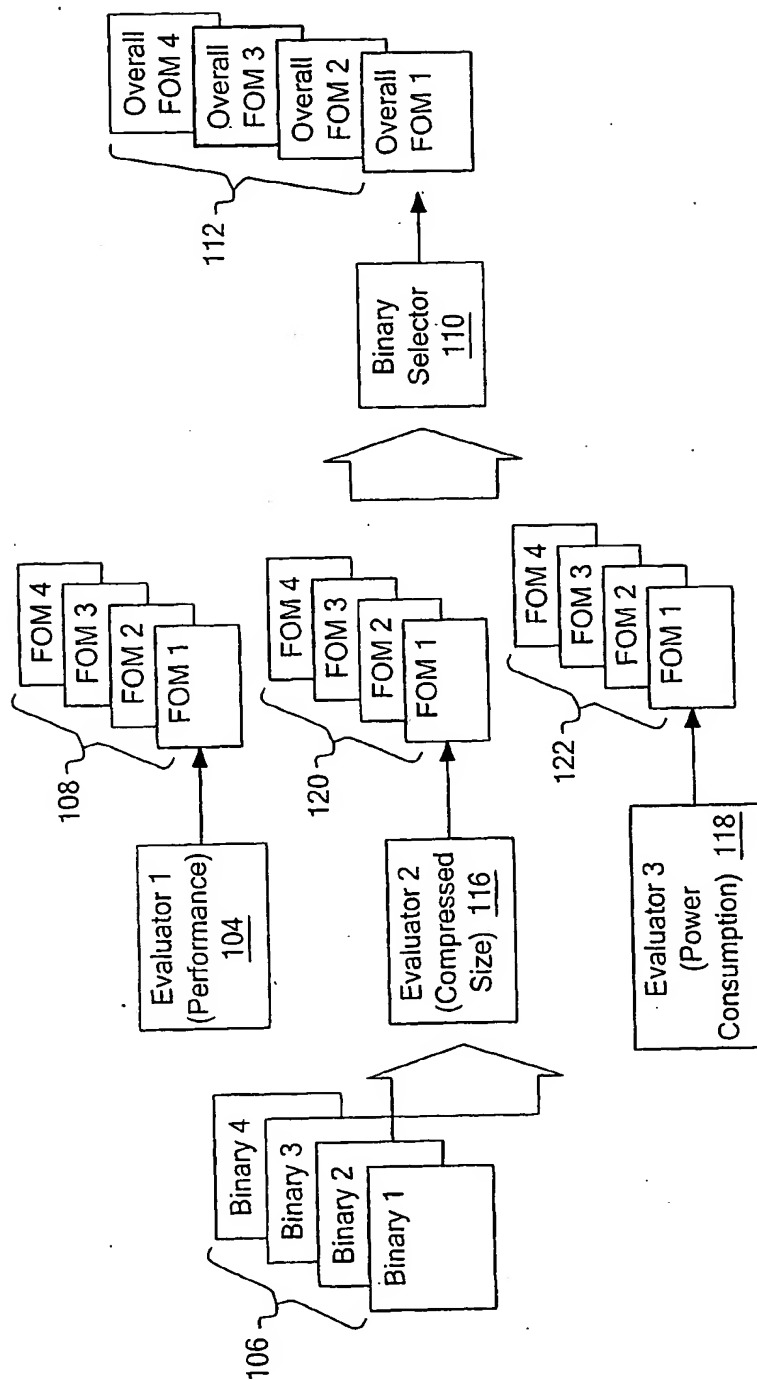 106
Binary 4
Binary 3
Binary 2
Binary 1
Evaluator 1
(Performance)
104
Evaluator 2
(Compressed
Size) 116
Evaluator 3
(Power
Consumption) 118
108
FOM 4
FOM 3
FOM 2
FOM 1
120
FOM 4
FOM 3
FOM 2
FOM 1
122
FOM 4
FOM 3
FOM 2
FOM 1
Binary
Selector
110
112
Overall
FOM 4
Overall
FOM 3
Overall
FOM 2
Overall
FOM 1